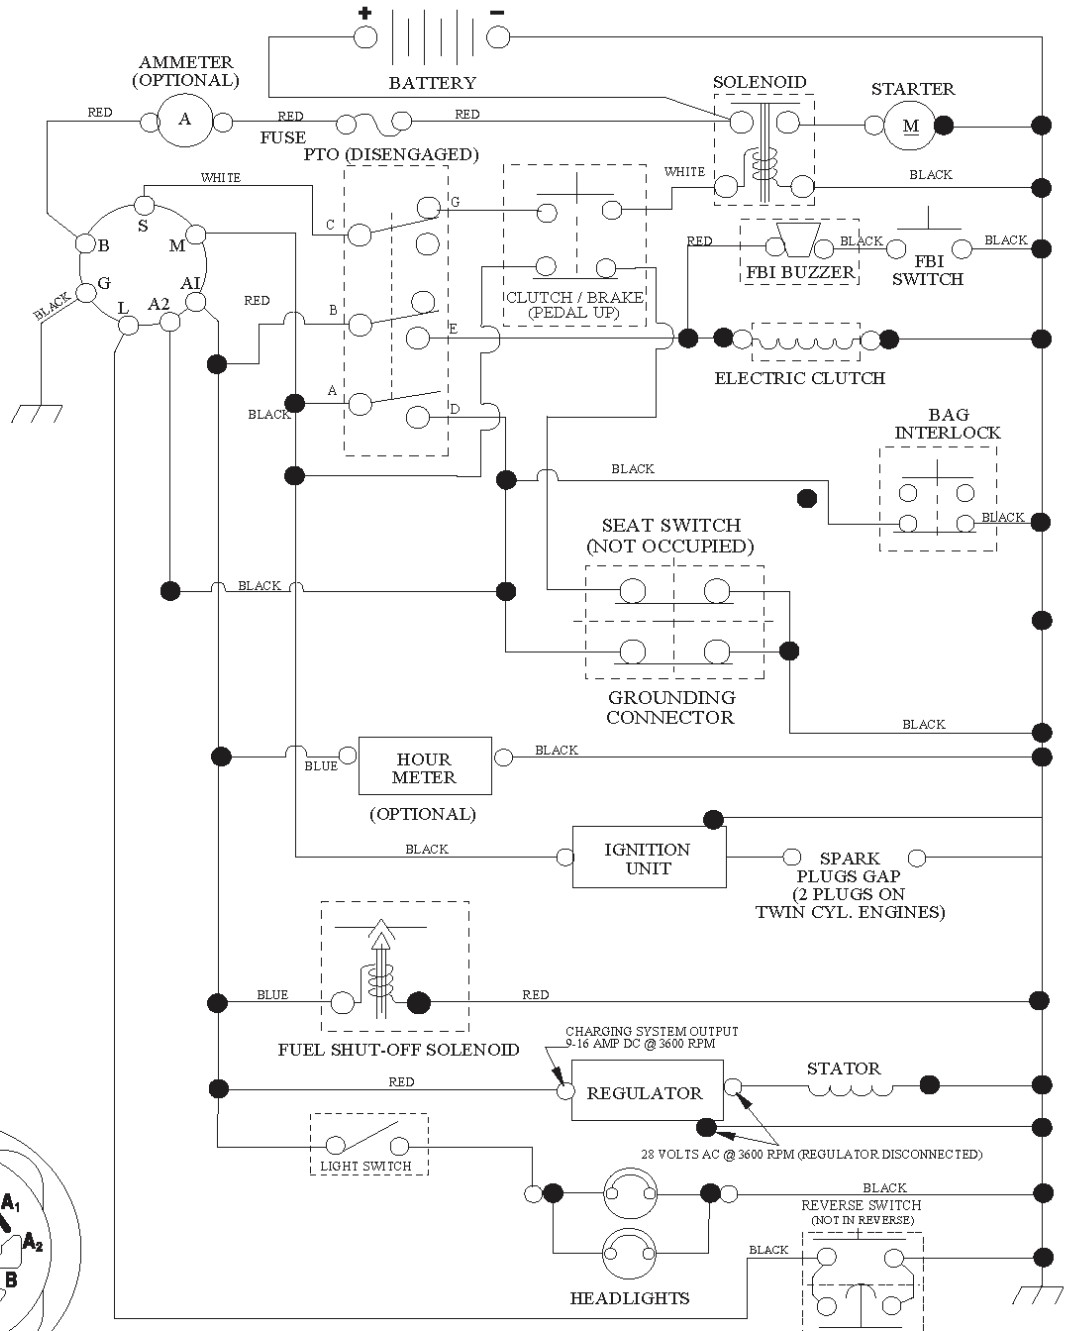 + −
BATTERY
AMMETER
(OPTIONAL)
RED
A
RED
FUSE
RED
PTO (DISENGAGED)
SOLENOID
STARTER
M
WHITE
WHITE
BLACK
S
B
M
G
A1
L
A2
BLACK
RED
C
G
B
E
A
D
BLACK
CLUTCH / BRAKE
(PEDAL UP)
RED
BLACK
BLACK
FBI BUZZER
FBI
SWITCH
ELECTRIC CLUTCH
BAG
INTERLOCK
BLACK
BLACK
SEAT SWITCH
(NOT OCCUPIED)
BLACK
GROUNDING
CONNECTOR
BLACK
BLUE
HOUR
METER
BLACK
(OPTIONAL)
BLACK
IGNITION
UNIT
SPARK
PLUGS GAP
(2 PLUGS ON
TWIN CYL. ENGINES)
BLUE
RED
FUEL SHUT-OFF SOLENOID
CHARGING SYSTEM OUTPUT
9-16 AMP DC @ 3600 RPM
RED
REGULATOR
STATOR
28 VOLTS AC @ 3600 RPM (REGULATOR DISCONNECTED)
LIGHT SWITCH
BLACK
REVERSE SWITCH
(NOT IN REVERSE)
BLACK
HEADLIGHTS
A1
A2
B